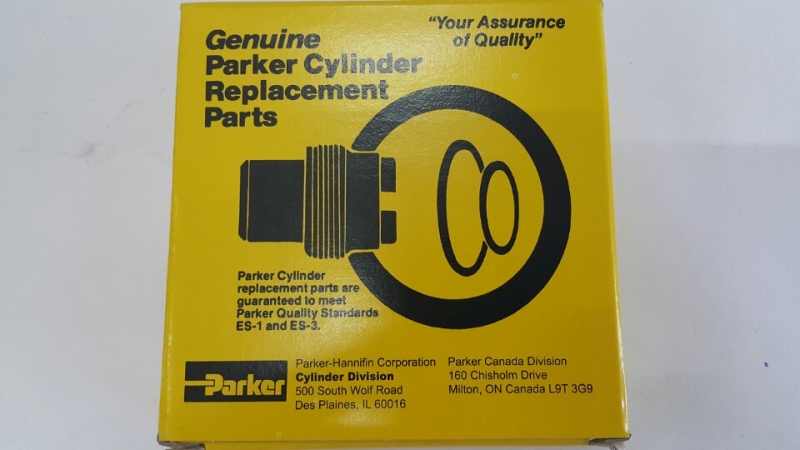 Genuine
Parker Cylinder
Replacement
Parts
"Your Assurance
of Quality"
Parker Cylinder
replacement parts are
guaranteed to meet
Parker Quality Standards
ES-1 and ES-3.
Parker
Parker-Hannifin Corporation
Cylinder Division
500 South Wolf Road
Des Plaines, IL 60016
Parker Canada Division
160 Chisholm Drive
Milton, ON Canada L9T 3G9